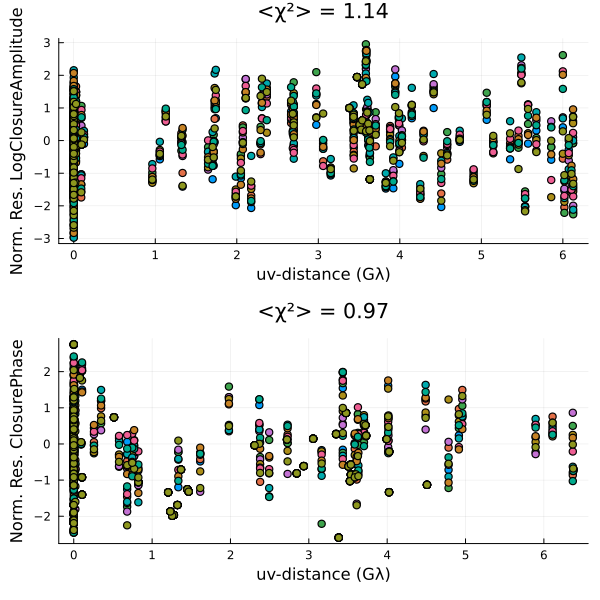 <χ²> = 1.14
Norm. Res. LogClosureAmplitude
3
2
1
0
−1
−2
−3
0 1 2 3 4 5 6
uv-distance (Gλ)
<χ²> = 0.97
Norm. Res. ClosurePhase
2
1
0
−1
−2
0 1 2 3 4 5 6
uv-distance (Gλ)